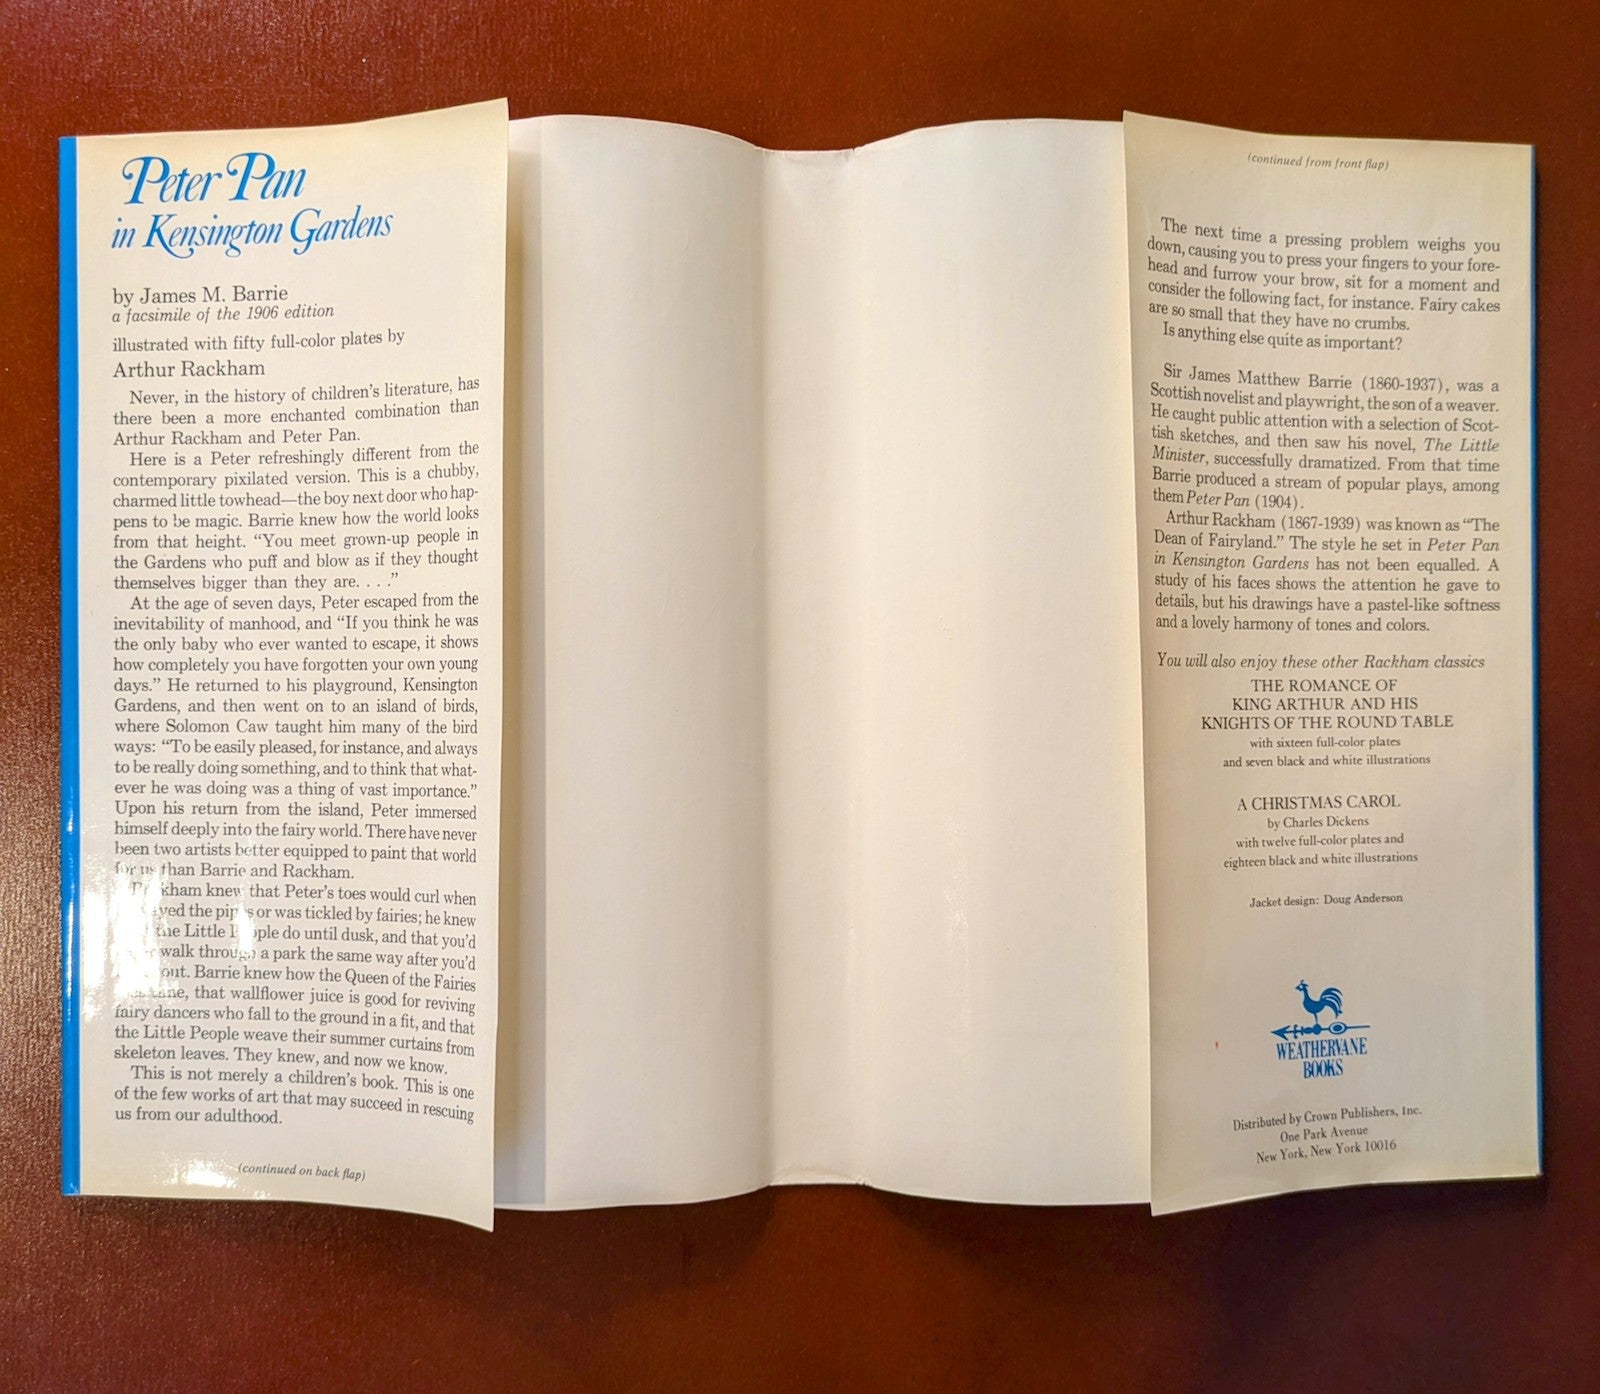 Peter Pan
in Kensington Gardens
by James M. Barrie
a facsimile of the 1906 edition
illustrated with fifty full-color plates by
Arthur Rackham
Never, in the history of children's literature, has
there been a more enchanted combination than
Arthur Rackham and Peter Pan.
Here is a Peter refreshingly different from the
contemporary pixilated version. This is a chubby,
charmed little towhead—the boy next door who hap-
pens to be magic. Barrie knew how the world looks
from that height. “You meet grown-up people in
the Gardens who puff and blow as if they thought
themselves bigger than they are. . . .”
At the age of seven days, Peter escaped from the
inevitability of manhood, and “If you think he was
the only baby who ever wanted to escape, it shows
how completely you have forgotten your own young
days.” He returned to his playground, Kensington
Gardens, and then went on to an island of birds,
where Solomon Caw taught him many of the bird
ways: “To be easily pleased, for instance, and always
to be really doing something, and to think that what-
ever he was doing was a thing of vast importance.”
Upon his return from the island, Peter immersed
himself deeply into the fairy world. There have never
been two artists better equipped to paint that world
for us than Barrie and Rackham.
Rackham knew that Peter's toes would curl when
the pipes or was tickled by fairies; he knew
the Little People do until dusk, and that you'd
walk through a park the same way after you'd
out. Barrie knew how the Queen of the Fairies
that wallflower juice is good for reviving
fairy dancers who fall to the ground in a fit, and that
the Little People weave their summer curtains from
skeleton leaves. They knew, and now we know.
This is not merely a children's book. This is one
of the few works of art that may succeed in rescuing
us from our adulthood.
(continued on back flap)
(continued from front flap)
The next time a pressing problem weighs you
down, causing you to press your fingers to your fore-
head and furrow your brow, sit for a moment and
consider the following fact, for instance. Fairy cakes
are so small that they have no crumbs.
Is anything else quite as important?
Sir James Matthew Barrie (1860-1937), was a
Scottish novelist and playwright, the son of a weaver.
He caught public attention with a selection of Scot-
tish sketches, and then saw his novel, The Little
Minister, successfully dramatized. From that time
Barrie produced a stream of popular plays, among
them Peter Pan (1904).
Arthur Rackham (1867-1939) was known as “The
Dean of Fairyland.” The style he set in Peter Pan
in Kensington Gardens has not been equalled. A
study of his faces shows the attention he gave to
details, but his drawings have a pastel-like softness
and a lovely harmony of tones and colors.
You will also enjoy these other Rackham classics
THE ROMANCE OF
KING ARTHUR AND HIS
KNIGHTS OF THE ROUND TABLE
with sixteen full-color plates
and seven black and white illustrations
A CHRISTMAS CAROL
by Charles Dickens
with twelve full-color plates and
eighteen black and white illustrations
Jacket design: Doug Anderson
WEATHERVANE
BOOKS
Distributed by Crown Publishers, Inc.
One Park Avenue
New York, New York 10016